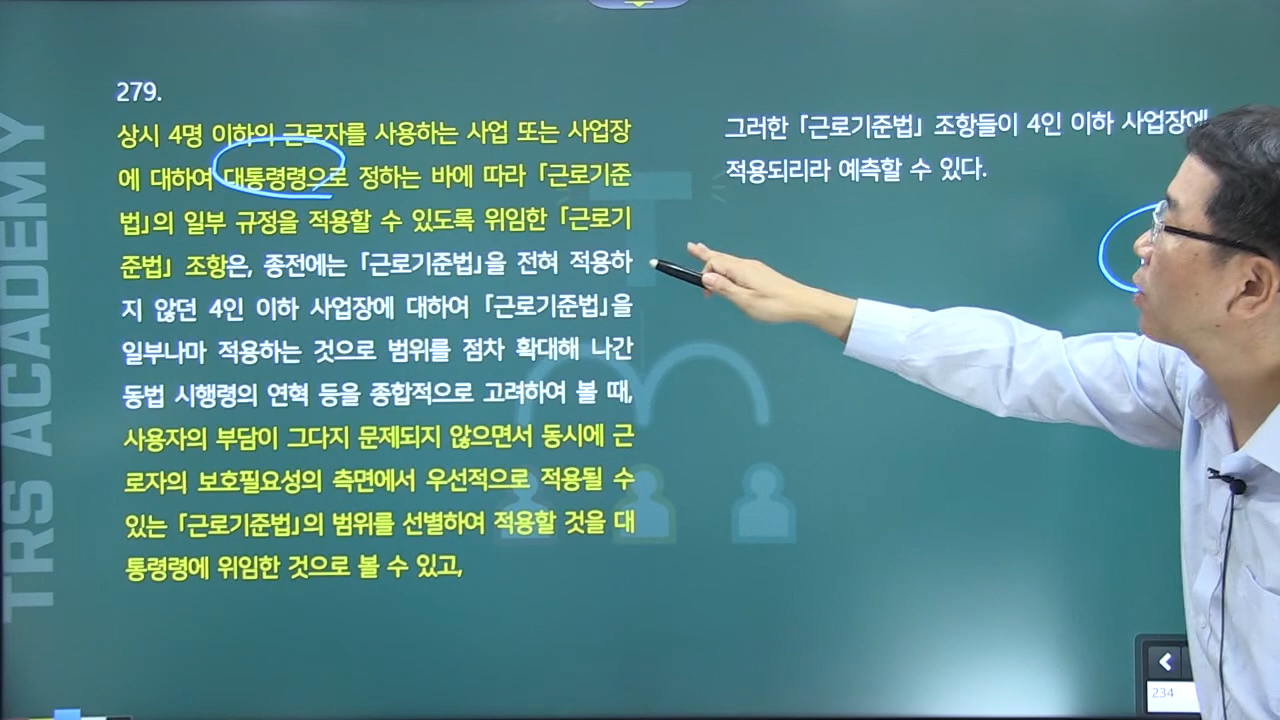 279.
상시 4명 이하의 근로자를 사용하는 사업 또는 사업장
에 대하여 대통령령으로 정하는 바에 따라 「근로기준
법」의 일부 규정을 적용할 수 있도록 위임한 「근로기
준법」 조항은, 종전에는 「근로기준법」을 전혀 적용하
지 않던 4인 이하 사업장에 대하여 「근로기준법」을
일부나마 적용하는 것으로 범위를 점차 확대해 나간
동법 시행령의 연혁 등을 종합적으로 고려하여 볼 때,
사용자의 부담이 그다지 문제되지 않으면서 동시에 근
로자의 보호필요성의 측면에서 우선적으로 적용될 수
있는 「근로기준법」의 범위를 선별하여 적용할 것을 대
통령령에 위임한 것으로 볼 수 있고,
그러한 「근로기준법」 조항들이 4인 이하 사업장에
적용되리라 예측할 수 있다.
TRS ACADEMY
234